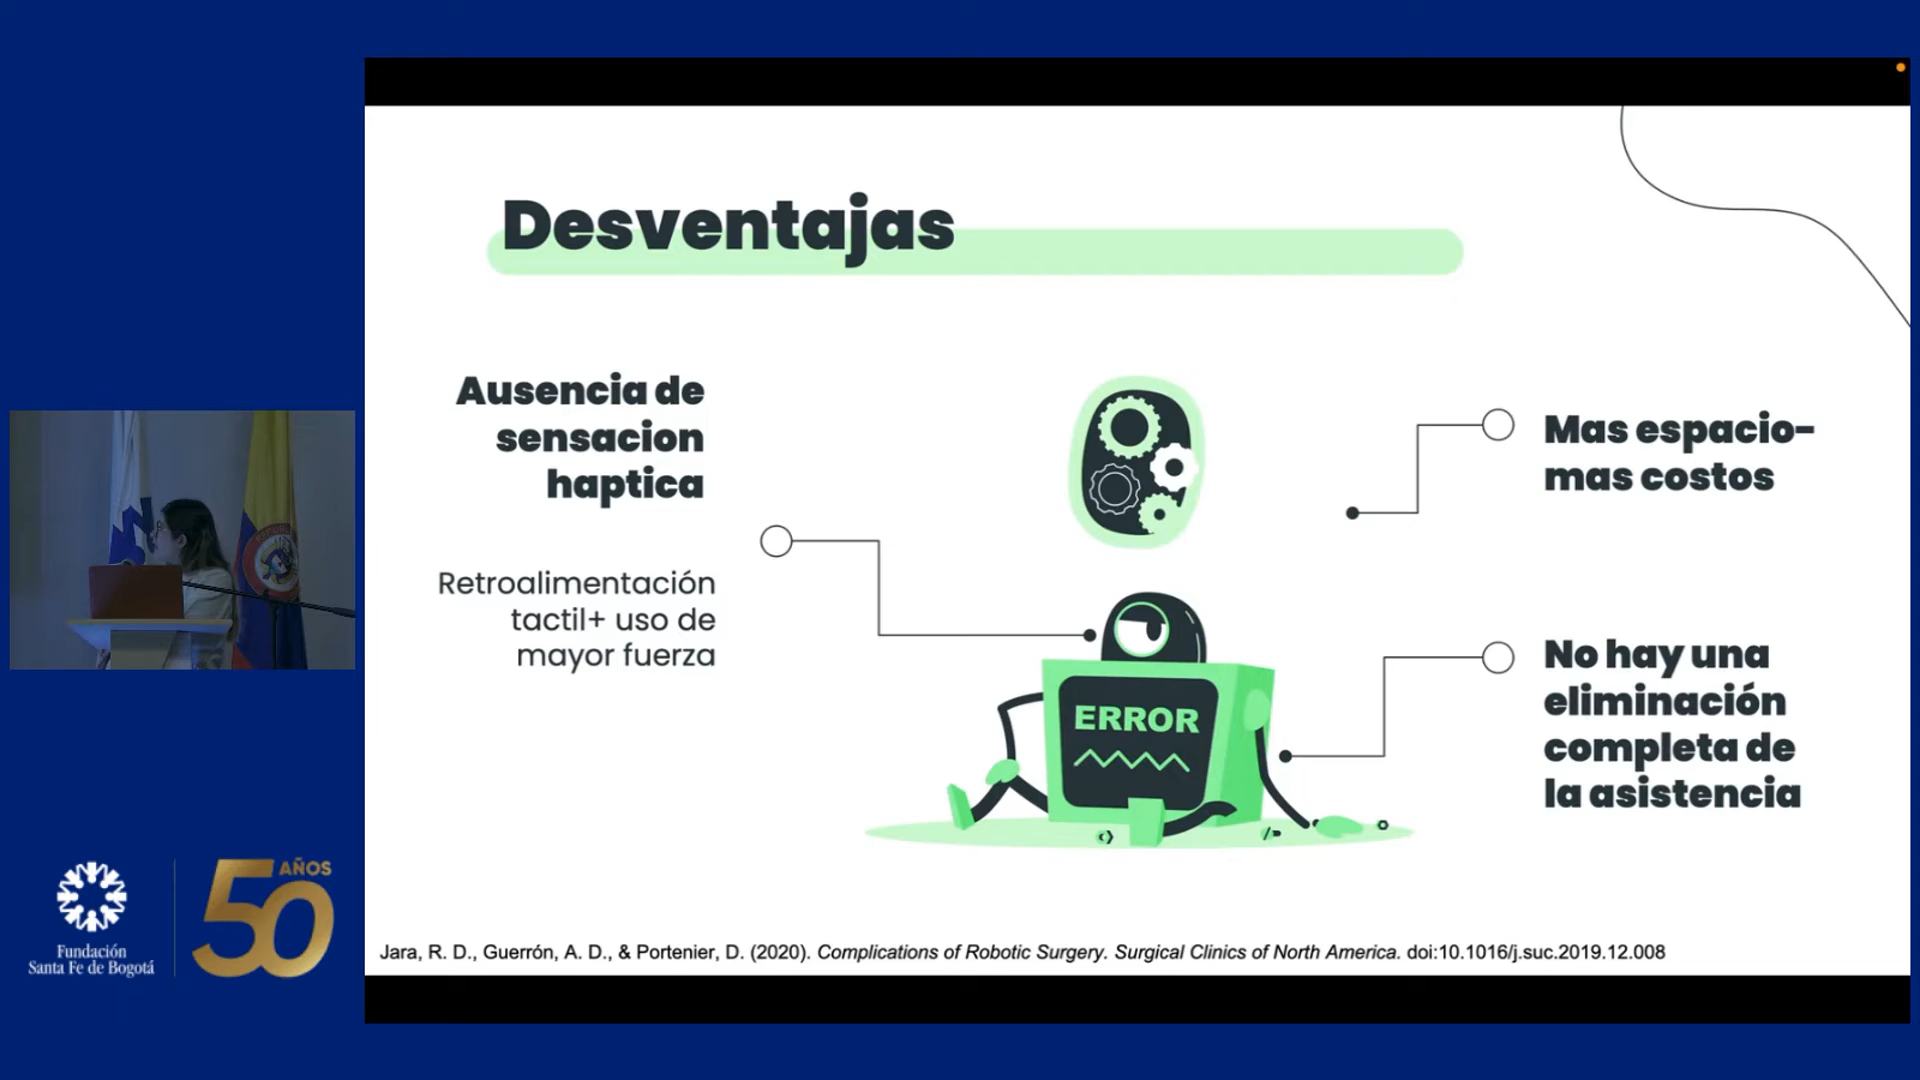 Desventajas
Ausencia de
sensacion
haptica
Retroalimentación
tactil+ uso de
mayor fuerza
Mas espacio-
mas costos
No hay una
eliminación
completa de
la asistencia
ERROR
Jara, R. D., Guerrón, A. D., & Portenier, D. (2020). Complications of Robotic Surgery. Surgical Clinics of North America. doi:10.1016/j.suc.2019.12.008
Fundación
Santa Fe de Bogotá
50 AÑOS